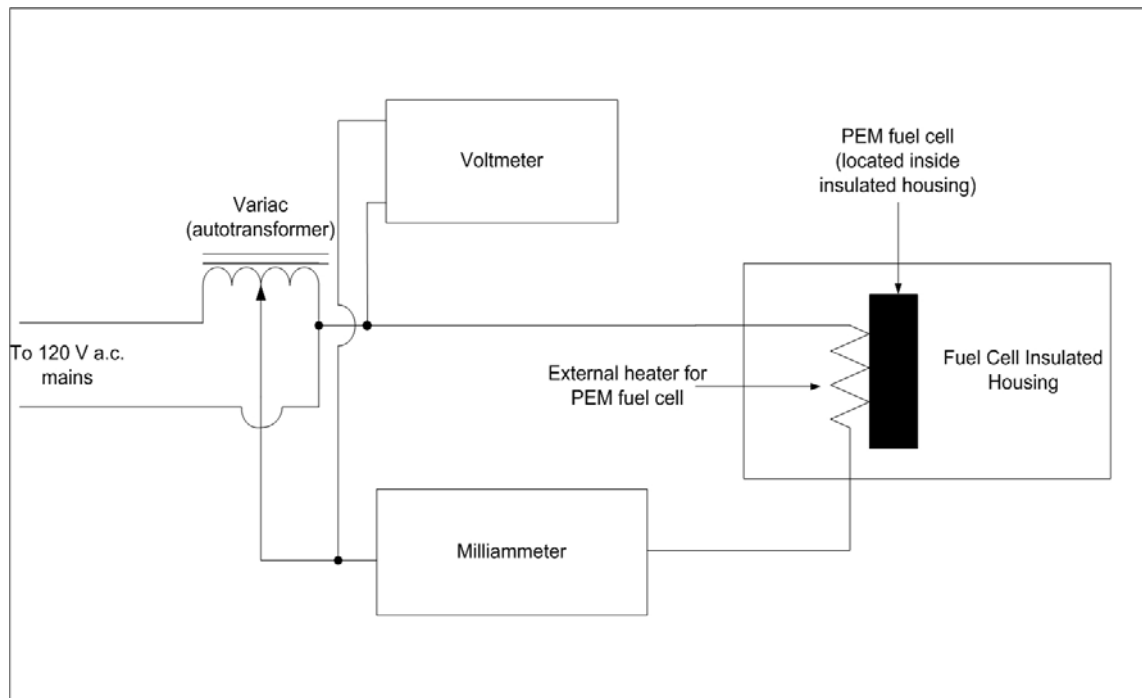 Voltmeter
PEM fuel cell
(located inside
insulated housing)
Variac
(autotransformer)
To 120 V a.c.
mains
External heater for
PEM fuel cell
Fuel Cell Insulated
Housing
Milliammeter